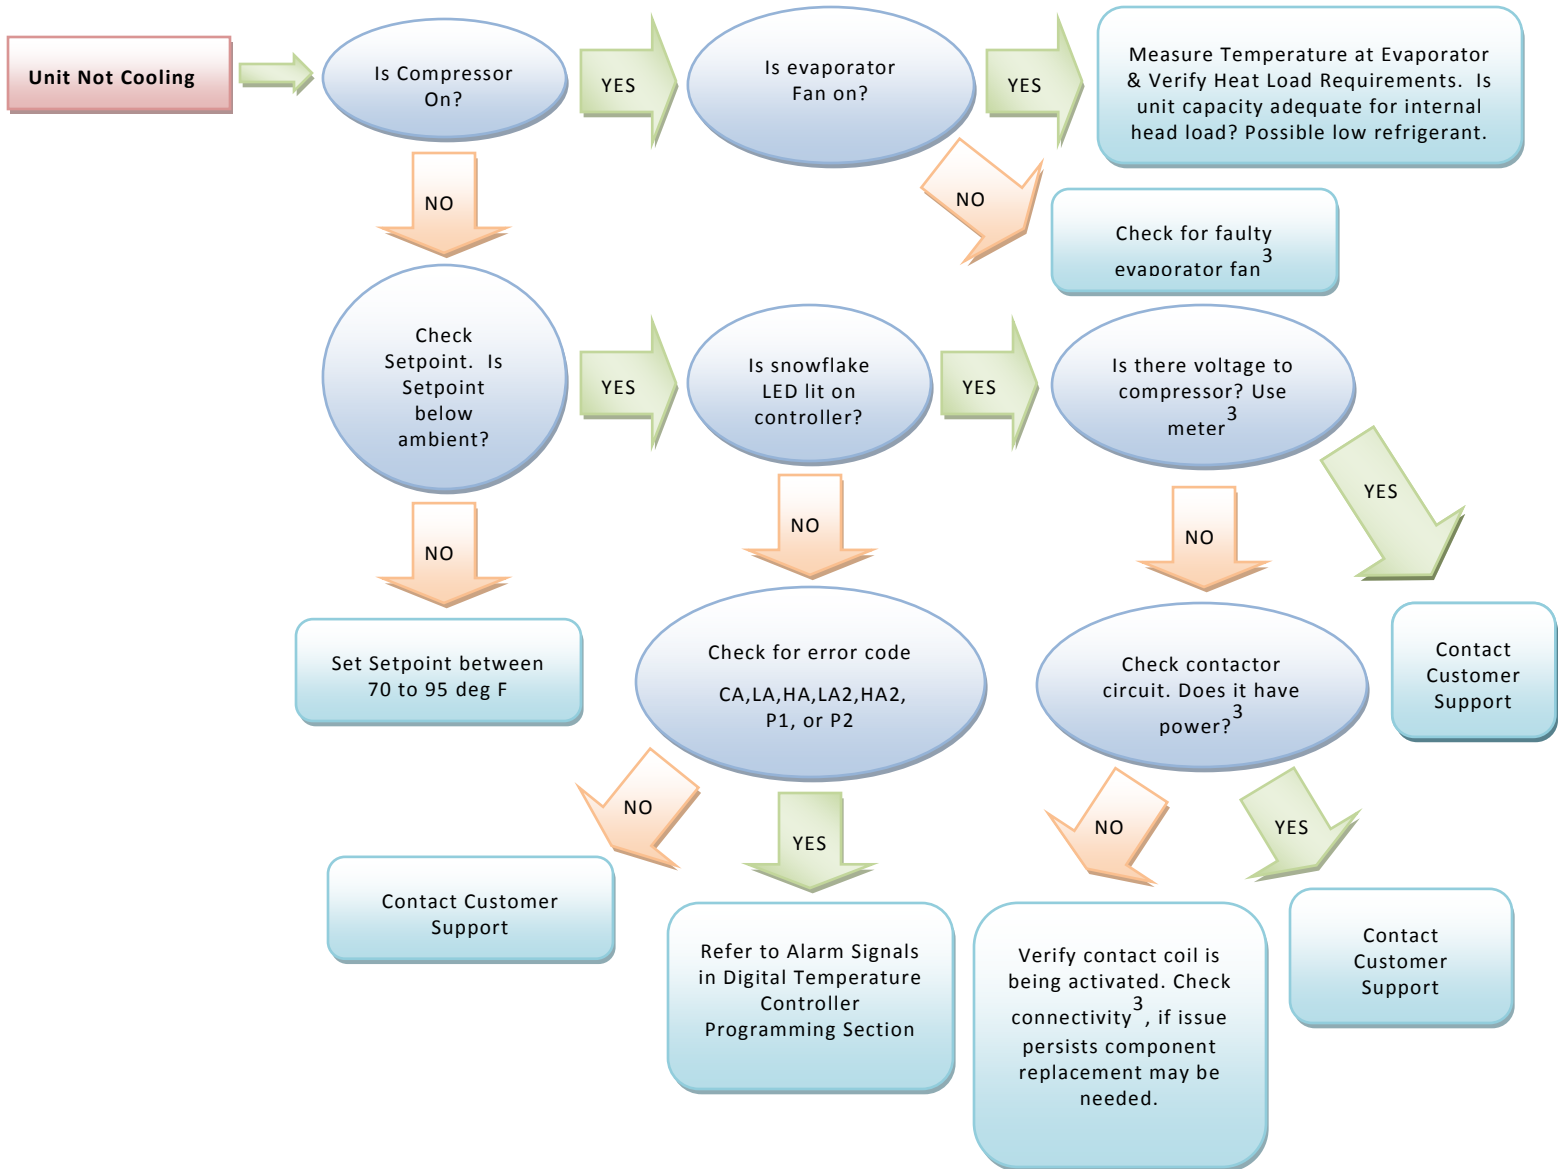 Unit Not Cooling
Is Compressor
On?
YES
Is evaporator
Fan on?
YES
Measure Temperature at Evaporator
& Verify Heat Load Requirements.  Is
unit capacity adequate for internal
head load? Possible low refrigerant.
NO
NO
Check for faulty
evaporator fan3
Check
Setpoint.  Is
Setpoint
below
ambient?
YES
Is snowflake
LED lit on
controller?
YES
Is there voltage to
compressor? Use
meter3
NO
NO
NO
YES
Set Setpoint between
70 to 95 deg F
Check for error code
CA,LA,HA,LA2,HA2,
P1, or P2
Check contactor
circuit. Does it have
power?3
Contact
Customer
Support
NO
YES
NO
YES
Contact Customer
Support
Refer to Alarm Signals
in Digital Temperature
Controller
Programming Section
Verify contact coil is
being activated. Check
connectivity3, if issue
persists component
replacement may be
needed.
Contact
Customer
Support